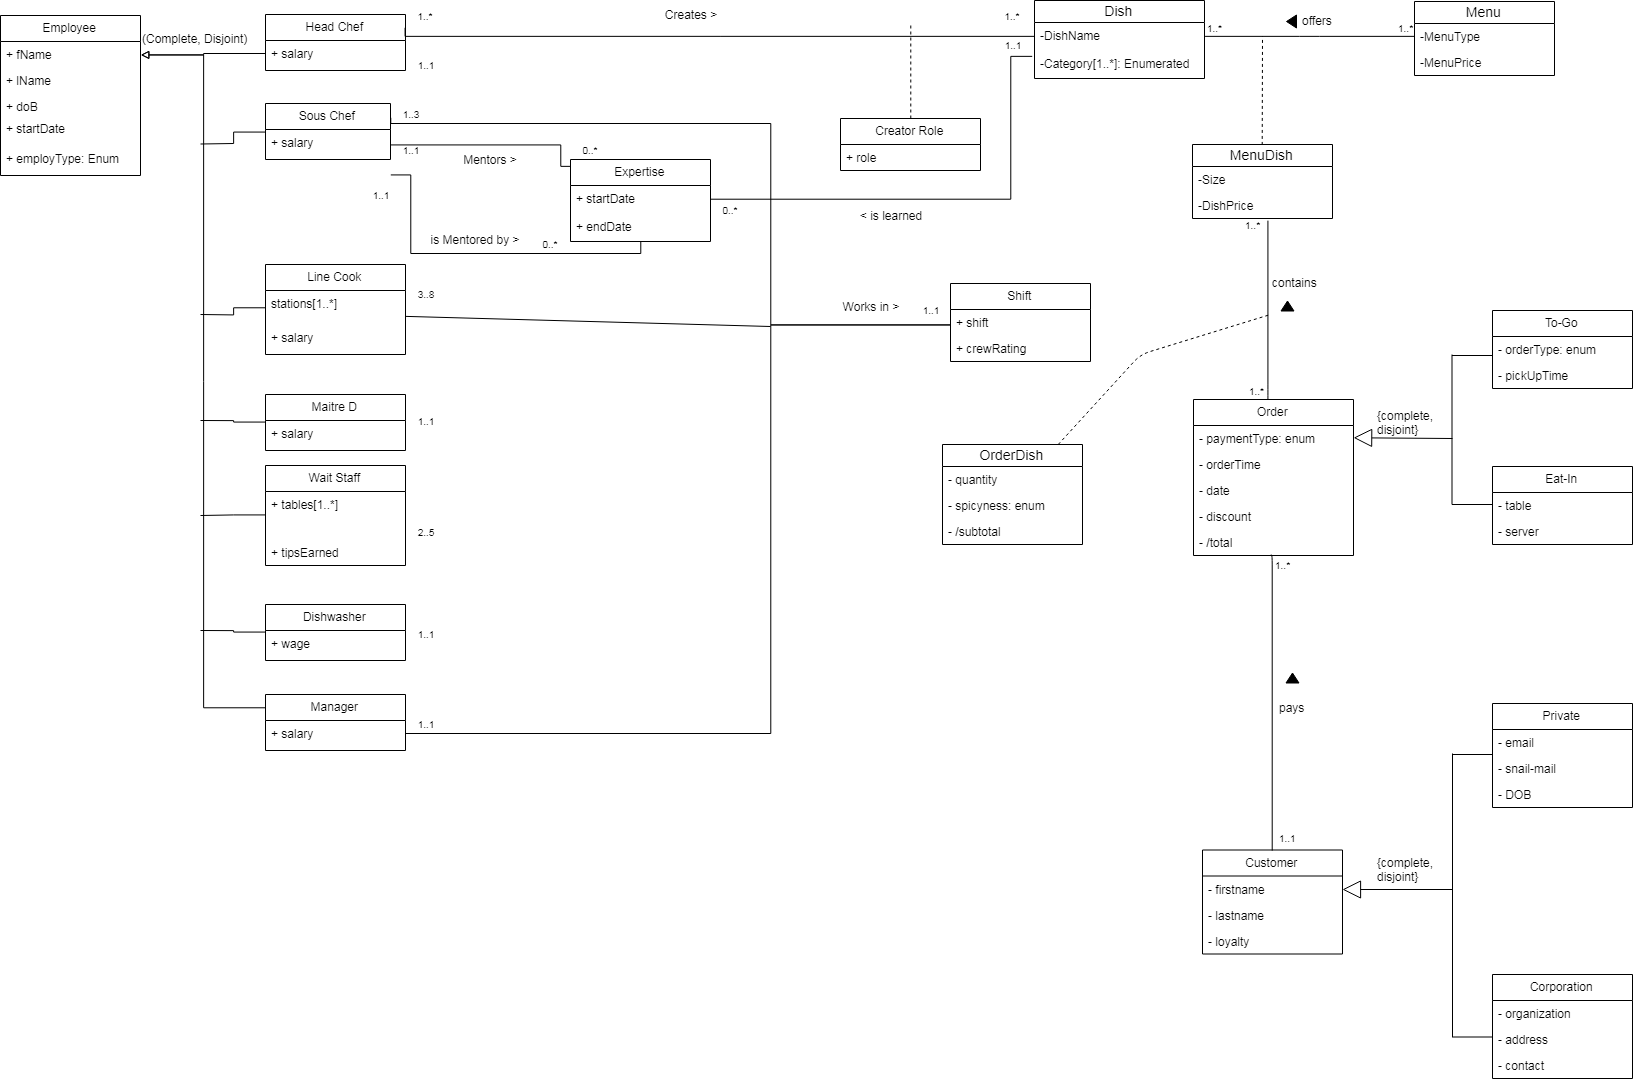 Employee
+ fName
+ lName
+ doB
+ startDate
+ employType: Enum
(Complete, Disjoint)
Head Chef
+ salary
1..*
1..1
Creates >
1..*
1..1
Dish
-DishName
-Category[1..*]: Enumerated
1..*
offers
1..*
Menu
-MenuType
-MenuPrice
Creator Role
+ role
MenuDish
-Size
-DishPrice
1..*
Sous Chef
+ salary
1..3
1..1
Mentors >
0..*
Expertise
+ startDate
+ endDate
0..*
< is learned
1..1
is Mentored by >
0..*
Line Cook
stations[1..*]
+ salary
3..8
Works in >
1..1
Shift
+ shift
+ crewRating
contains
1..*
To-Go
- orderType: enum
- pickUpTime
Maitre D
+ salary
1..1
Order
- paymentType: enum
- orderTime
- date
- discount
- /total
{complete,
disjoint}
OrderDish
- quantity
- spicyness: enum
- /subtotal
Eat-In
- table
- server
Wait Staff
+ tables[1..*]
+ tipsEarned
2..5
1..*
Dishwasher
+ wage
1..1
Manager
+ salary
1..1
pays
1..1
Private
- email
- snail-mail
- DOB
Customer
- firstname
- lastname
- loyalty
{complete,
disjoint}
Corporation
- organization
- address
- contact